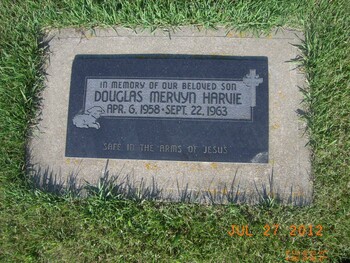 IN MEMORY OF OUR BELOVED SON
DOUGLAS MERVYN HARVIE
APR. 6, 1958 - SEPT. 22, 1963
SAFE IN THE ARMS OF JESUS
JUL 27 2012